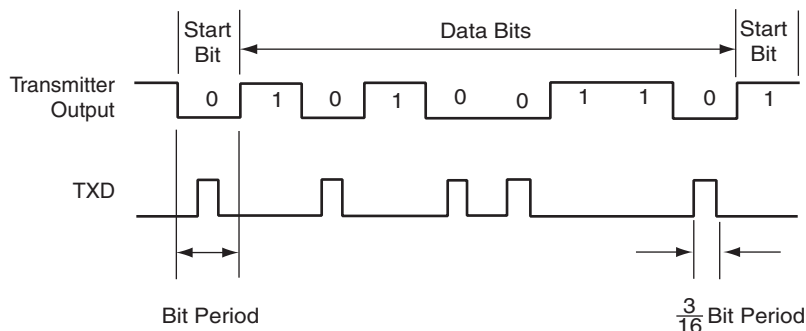 Start Bit
Data Bits
Start Bit
Transmitter Output
0 1 0 1 0 0 1 1 0 1
TXD
Bit Period
3/16 Bit Period